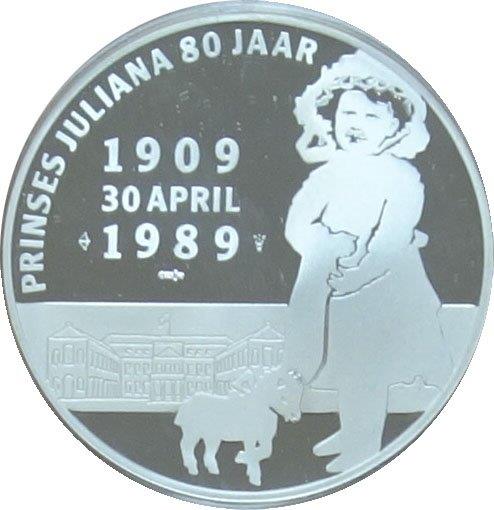 PRINSES JULIANA 80 JAAR
1909
30 APRIL
1989